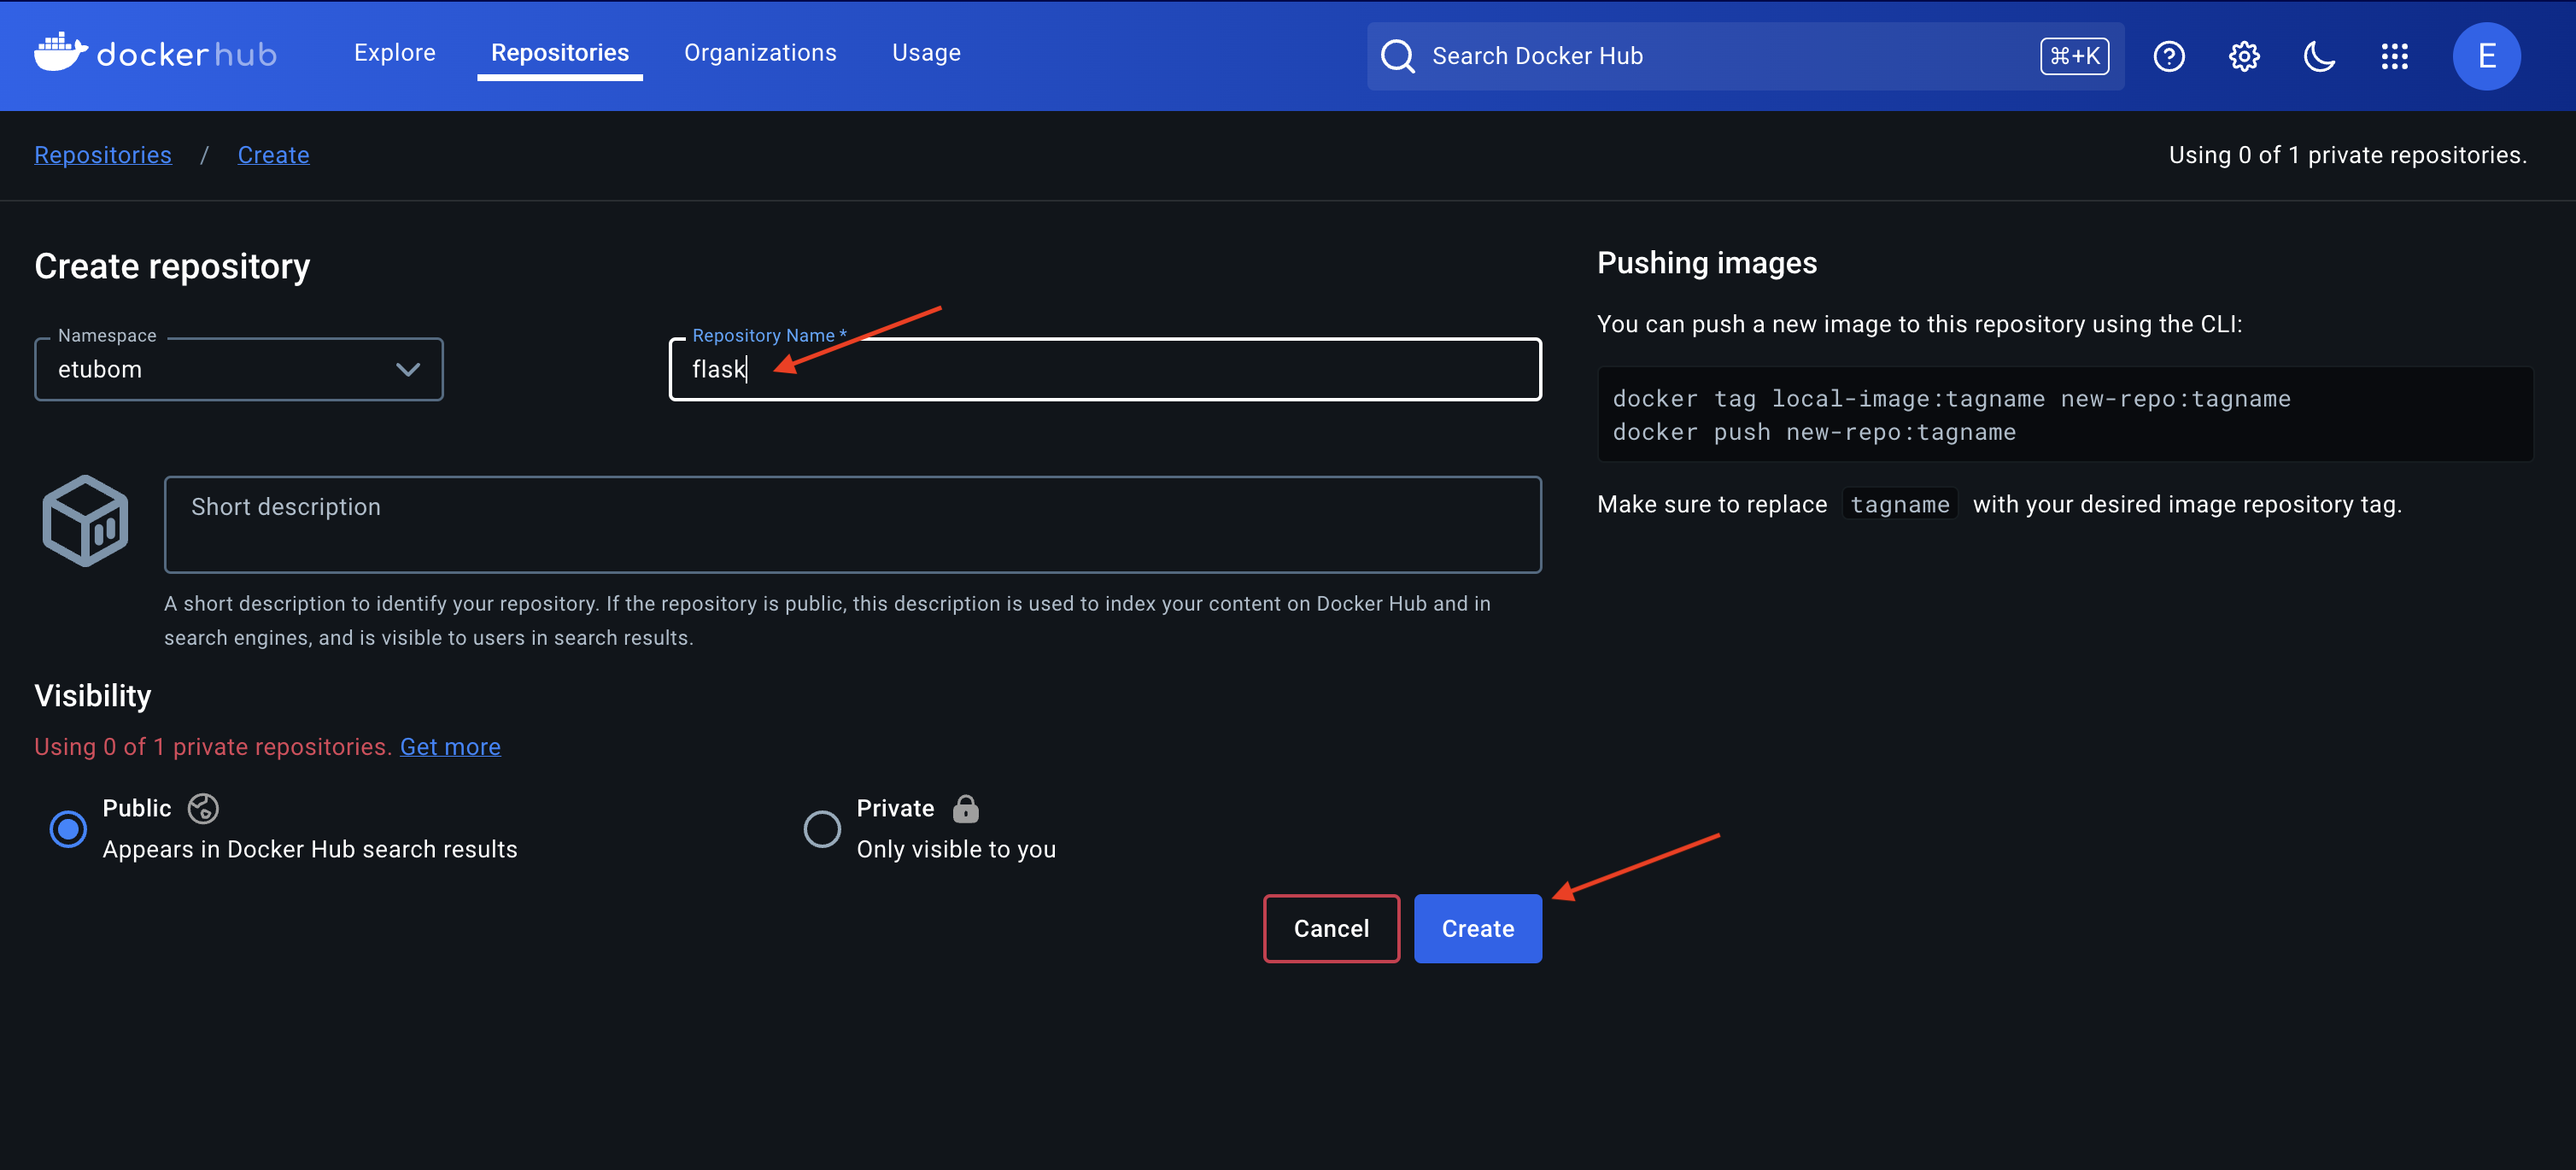 dockerhub
Explore
Repositories
Organizations
Usage
Search Docker Hub
⌘+K
E
Repositories / Create
Using 0 of 1 private repositories.
Create repository
Namespace
etubom
Repository Name *
flask
Short description
A short description to identify your repository. If the repository is public, this description is used to index your content on Docker Hub and in
search engines, and is visible to users in search results.
Visibility
Using 0 of 1 private repositories. Get more
Public
Appears in Docker Hub search results
Private
Only visible to you
Cancel
Create
Pushing images
You can push a new image to this repository using the CLI:
docker tag local-image:tagname new-repo:tagname
docker push new-repo:tagname
Make sure to replace tagname with your desired image repository tag.